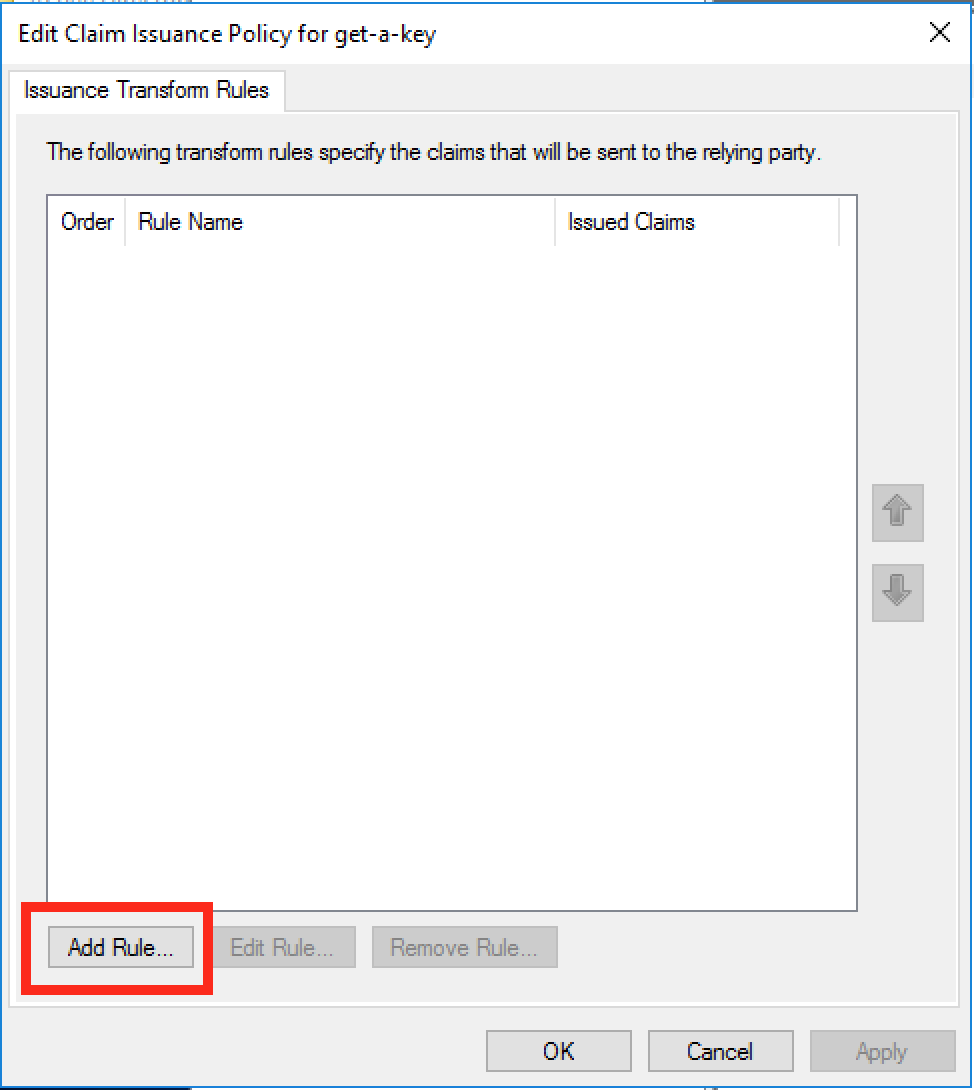 Edit Claim Issuance Policy for get-a-key
Issuance Transform Rules
The following transform rules specify the claims that will be sent to the relying party.
Order Rule Name Issued Claims
Add Rule... Edit Rule... Remove Rule...
OK Cancel Apply